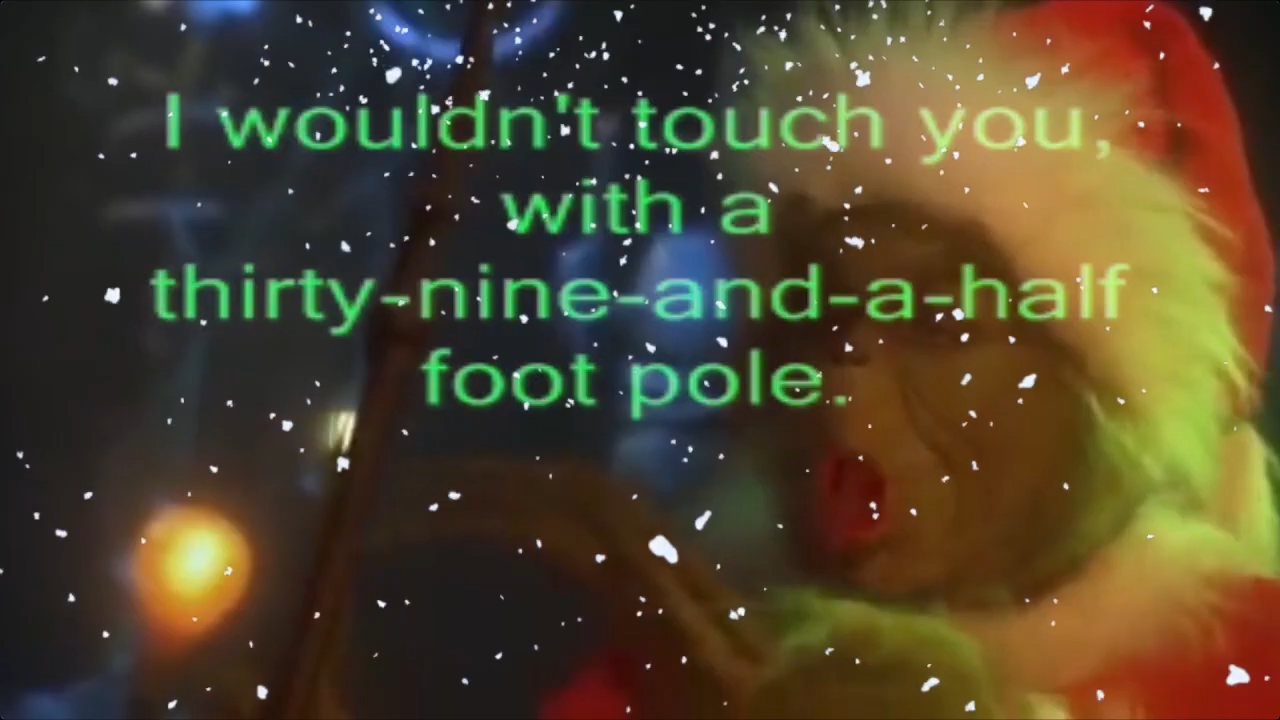 I wouldn't touch you,
with a
thirty-nine-and-a-half
foot pole.